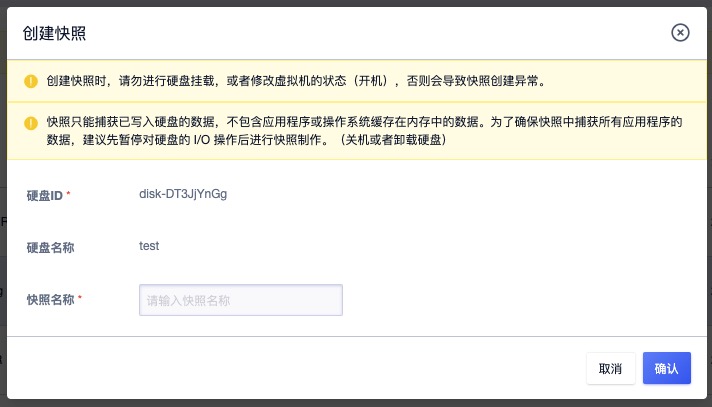 创建快照
创建快照时，请勿进行硬盘挂载，或者修改虚拟机的状态（开机），否则会导致快照创建异常。
快照只能捕获已写入硬盘的数据，不包含应用程序或操作系统缓存在内存中的数据。为了确保快照中捕获所有应用程序的
数据，建议先暂停对硬盘的 I/O 操作后进行快照制作。（关机或者卸载硬盘）
硬盘ID * disk-DT3JjYnGg
硬盘名称 test
快照名称 * 请输入快照名称
取消 确认